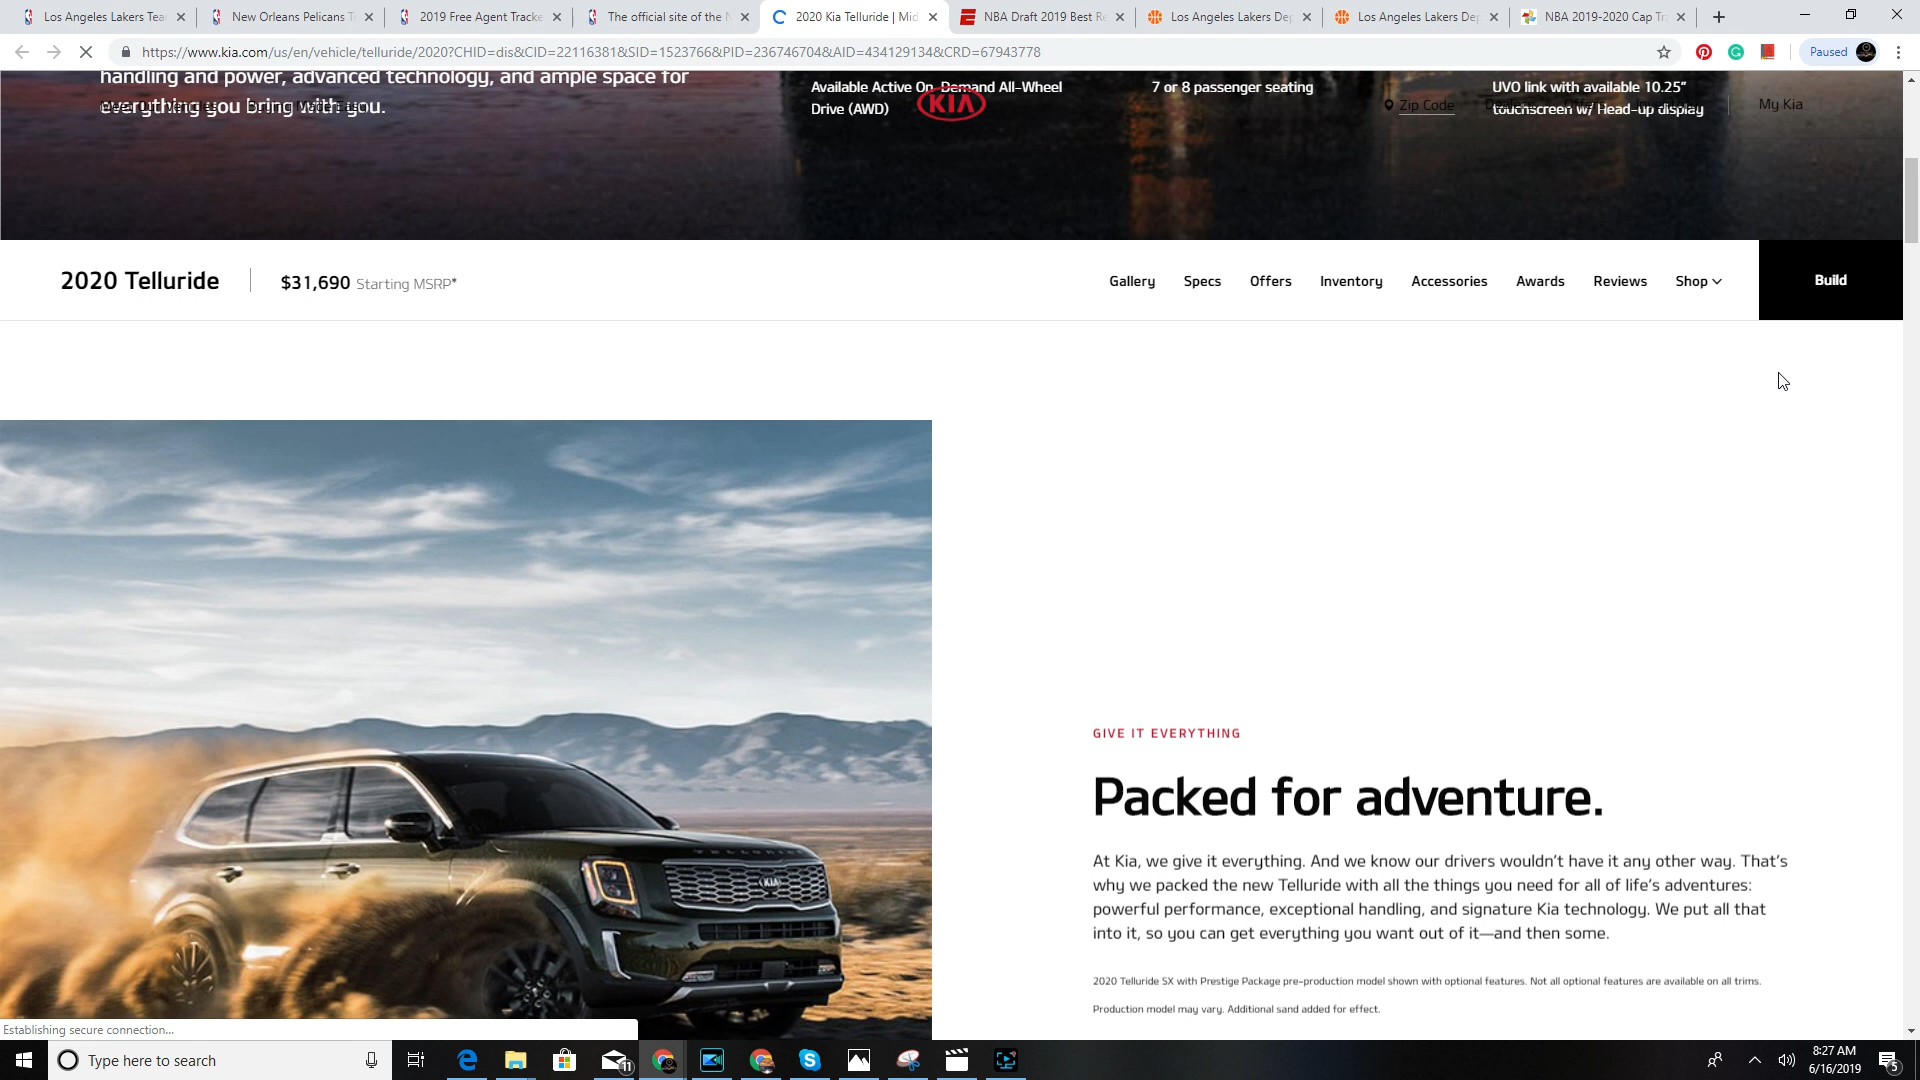 Los Angeles Lakers Tea
New Orleans Pelicans T
2019 Free Agent Tracke
The official site of the N
2020 Kia Telluride | Mid
NBA Draft 2019 Best R
Los Angeles Lakers Dep
Los Angeles Lakers Dep
NBA 2019-2020 Cap Tr
https://www.kia.com/us/en/vehicle/telluride/2020?CHID=dis&CID=22116381&SID=1523766&PID=236746704&AID=434129134&CRD=67943778
Paused
handling and power, advanced technology, and ample space for
everything you bring with you.
Available Active On-Demand All-Wheel
Drive (AWD)
KIA
7 or 8 passenger seating
UVO link with available 10.25”
touchscreen w/ Head-up display
Zip Code
My Kia
2020 Telluride
$31,690 Starting MSRP*
Gallery
Specs
Offers
Inventory
Accessories
Awards
Reviews
Shop
Build
GIVE IT EVERYTHING
Packed for adventure.
At Kia, we give it everything. And we know our drivers wouldn’t have it any other way. That’s
why we packed the new Telluride with all the things you need for all of life’s adventures:
powerful performance, exceptional handling, and signature Kia technology. We put all that
into it, so you can get everything you want out of it—and then some.
2020 Telluride SX with Prestige Package pre-production model shown with optional features. Not all optional features are available on all trims.
Production model may vary. Additional sand added for effect.
TELLURIDE
KIA
Establishing secure connection...
Type here to search
11
8:27 AM
6/16/2019
5